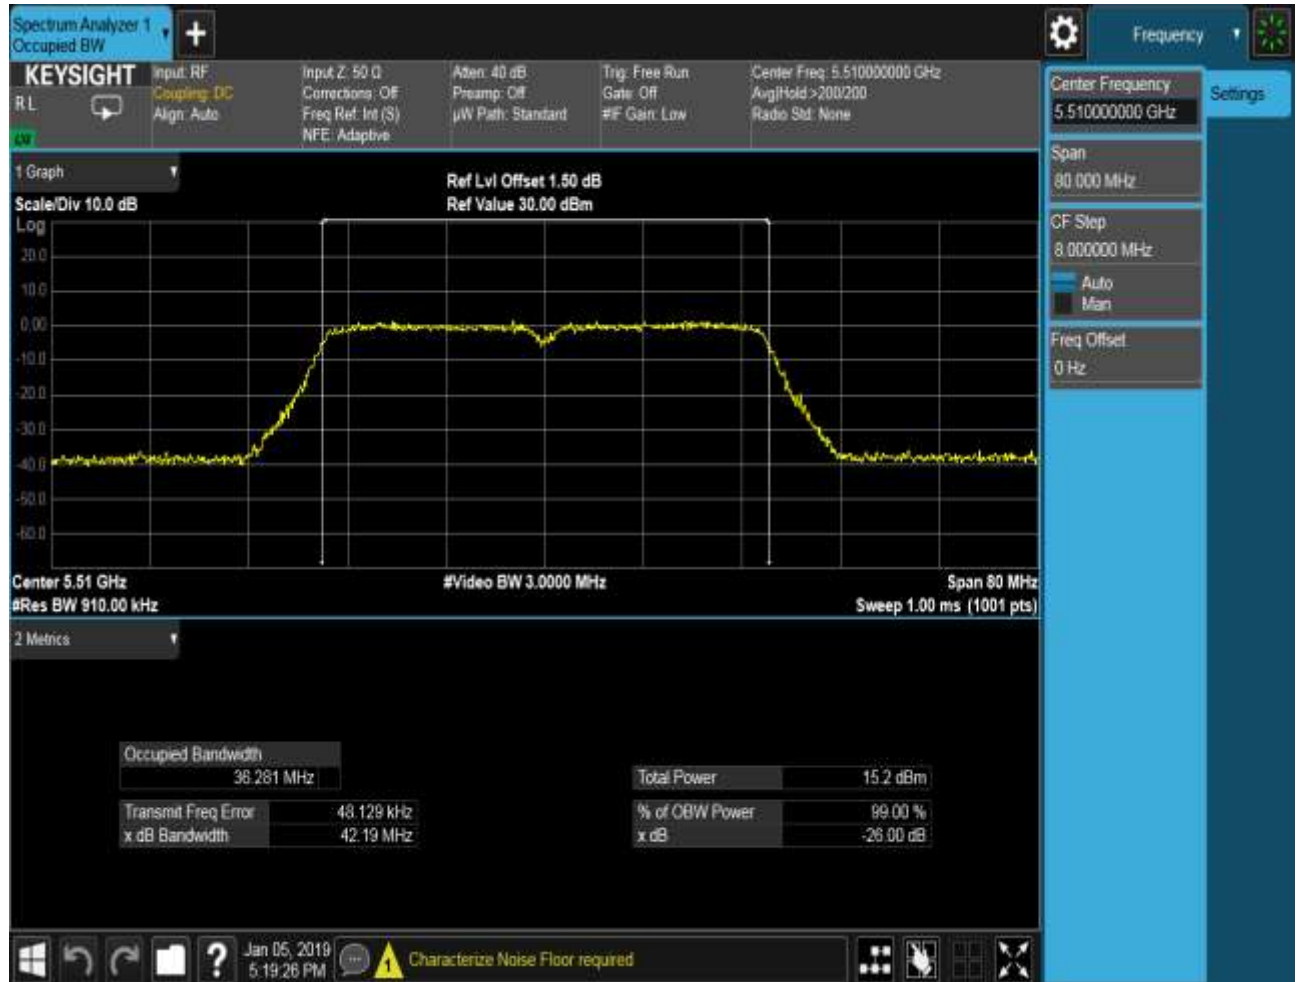 Spectrum Analyzer 1
Occupied BW
Frequency
KEYSIGHT
RL
Input: RF
Coupling: DC
Align: Auto
Input Z: 50 Ω
Corrections: Off
Freq Ref: Int (S)
NFE: Adaptive
Atten: 40 dB
Preamp: Off
µW Path: Standard
Trig: Free Run
Gate: Off
#IF Gain: Low
Center Freq: 5.510000000 GHz
Avg|Hold:>200/200
Radio Std: None
Center Frequency
5.510000000 GHz
Settings
Span
80.000 MHz
CF Step
8.000000 MHz
Auto
Man
Freq Offset
0 Hz
1 Graph
Scale/Div 10.0 dB
Ref Lvl Offset 1.50 dB
Ref Value 30.00 dBm
Log
20.0
10.0
0.00
-10.0
-20.0
-30.0
-40.0
-50.0
-60.0
Center 5.51 GHz
#Video BW 3.0000 MHz
Span 80 MHz
#Res BW 910.00 kHz
Sweep 1.00 ms (1001 pts)
2 Metrics
Occupied Bandwidth
36.281 MHz
Total Power 15.2 dBm
Transmit Freq Error 48.129 kHz
% of OBW Power 99.00 %
x dB Bandwidth 42.19 MHz
x dB -26.00 dB
Jan 05, 2019
5:19:26 PM
1
Characterize Noise Floor required